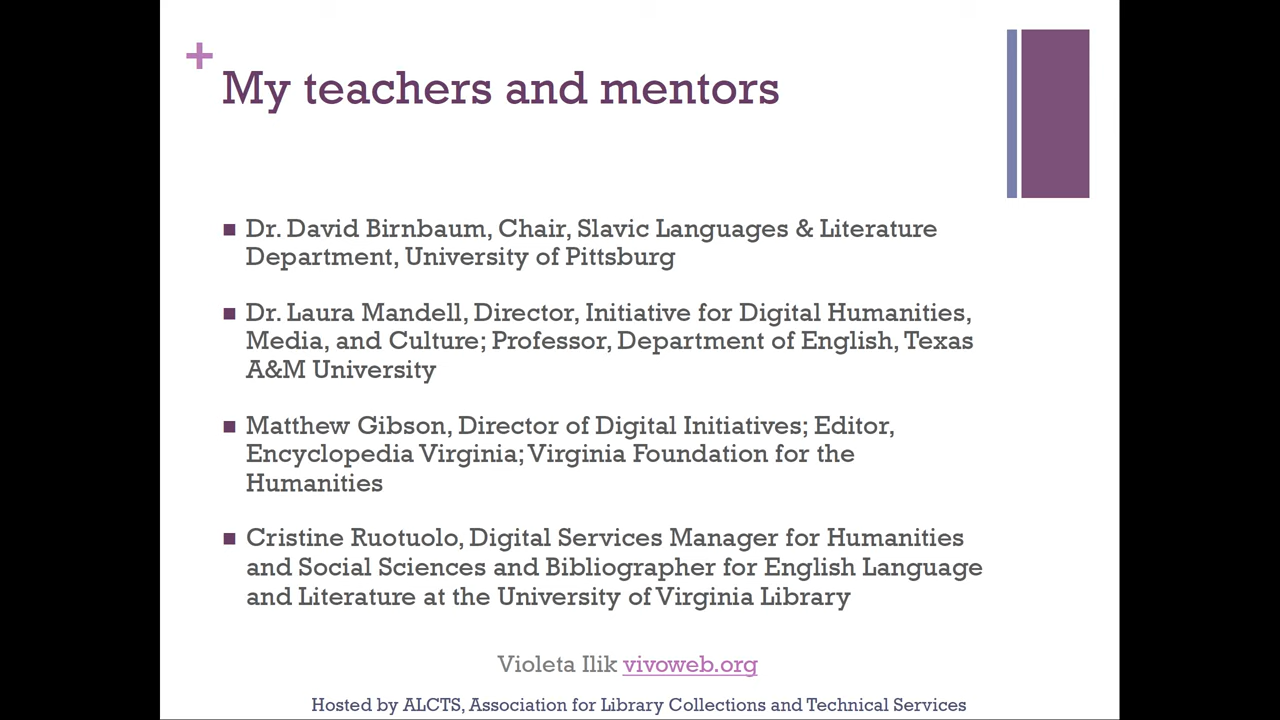 +
My teachers and mentors
■ Dr. David Birnbaum, Chair, Slavic Languages & Literature
Department, University of Pittsburg
■ Dr. Laura Mandell, Director, Initiative for Digital Humanities,
Media, and Culture; Professor, Department of English, Texas
A&M University
■ Matthew Gibson, Director of Digital Initiatives; Editor,
Encyclopedia Virginia; Virginia Foundation for the
Humanities
■ Cristine Ruotuolo, Digital Services Manager for Humanities
and Social Sciences and Bibliographer for English Language
and Literature at the University of Virginia Library
Violeta Ilik vivoweb.org
Hosted by ALCTS, Association for Library Collections and Technical Services